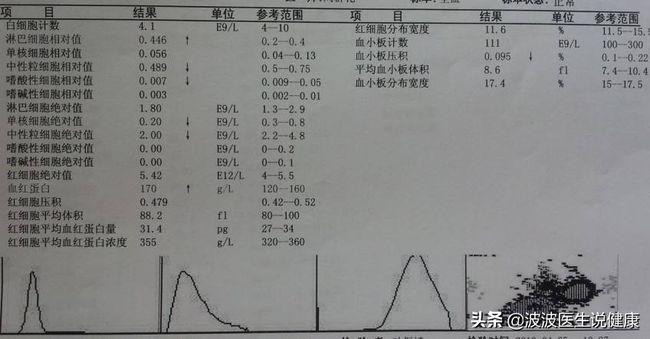 标本状态: 正常
项 目 结果 单位 参考范围 项 目 结果 单位 参考范围
白细胞计数 4.1 E9/L 4—10 红细胞分布宽度 11.6 % 11.5—15.
淋巴细胞相对值 0.446 ↑ 0.2—0.4 血小板计数 111 E9/L 100—300
单核细胞相对值 0.056 0.04—0.13 血小板压积 0.095 ↓ % 0.1—0.22
中性粒细胞相对值 0.489 ↓ 0.5—0.75 平均血小板体积 8.6 fl 7.4—10.4
嗜酸性细胞相对值 0.007 ↓ 0.009—0.05 血小板分布宽度 17.4 % 15—17.5
嗜碱性细胞相对值 0.003 0.002—0.01
淋巴细胞绝对值 1.80 E9/L 1.3—2.9
单核细胞绝对值 0.20 ↓ E9/L 0.3—0.8
中性粒细胞绝对值 2.00 ↓ E9/L 2.2—4.8
嗜酸性细胞绝对值 0.00 E9/L 0—0.2
嗜碱性细胞绝对值 0.00 E9/L 0—0.1
红细胞绝对值 5.42 E12/L 4—5.5
血红蛋白 170 ↑ g/L 120—160
红细胞压积 0.479 0.42—0.52
红细胞平均体积 88.2 fl 80—100
红细胞平均血红蛋白量 31.4 pg 27—34
红细胞平均血红蛋白浓度 355 g/L 320—360
头条 @波波医生说健康